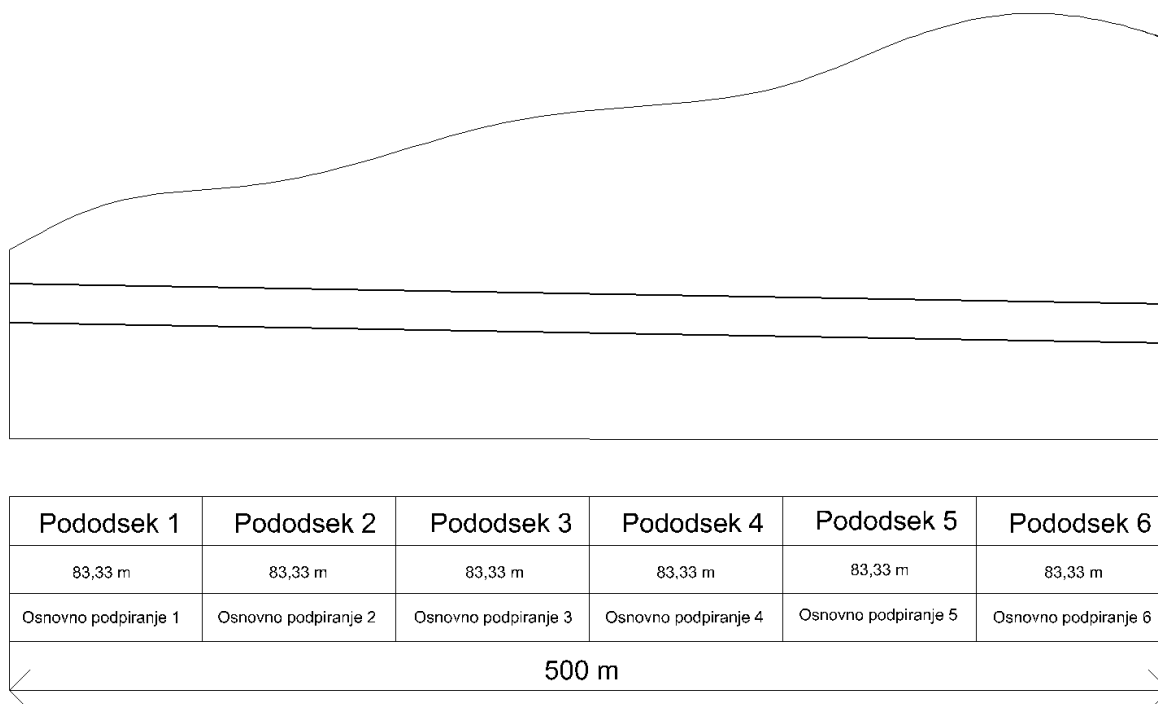 Pododsek 1 Pododsek 2 Pododsek 3 Pododsek 4 Pododsek 5 Pododsek 6
83,33 m 83,33 m 83,33 m 83,33 m 83,33 m 83,33 m
Osnovno podpiranje 1 Osnovno podpiranje 2 Osnovno podpiranje 3 Osnovno podpiranje 4 Osnovno podpiranje 5 Osnovno podpiranje 6
500 m